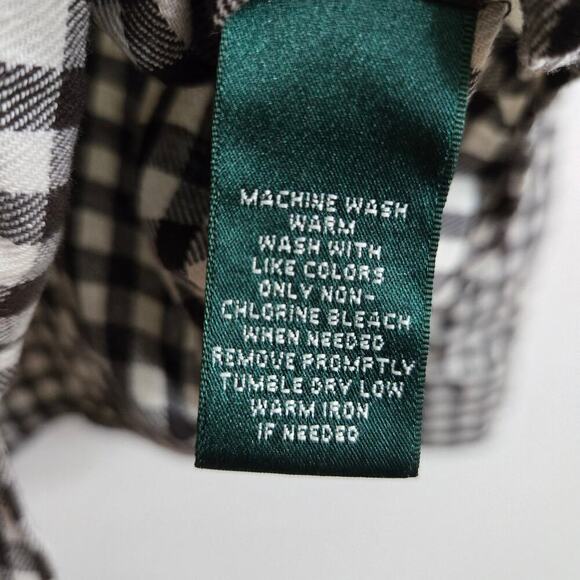 MACHINE WASH
WARM
WASH WITH
LIKE COLORS
ONLY NON-
CHLORINE BLEACH
WHEN NEEDED
REMOVE PROMPTLY
TUMBLE DRY LOW
WARM IRON
IF NEEDED